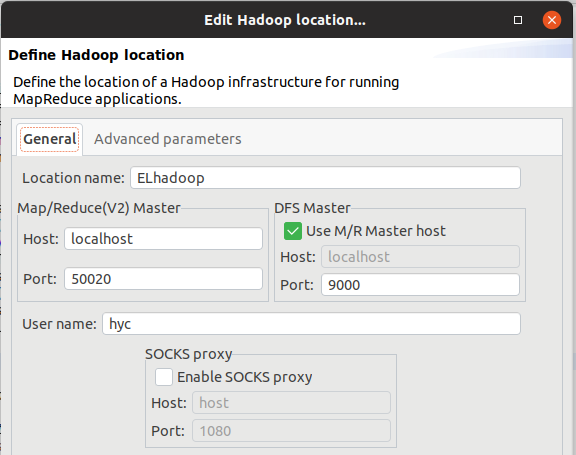 Edit Hadoop location...
Define Hadoop location
Define the location of a Hadoop infrastructure for running
MapReduce applications.
General
Advanced parameters
Location name: ELhadoop
Map/Reduce(V2) Master
Host: localhost
Port: 50020
DFS Master
Use M/R Master host
Host: localhost
Port: 9000
User name: hyc
SOCKS proxy
Enable SOCKS proxy
Host: host
Port: 1080